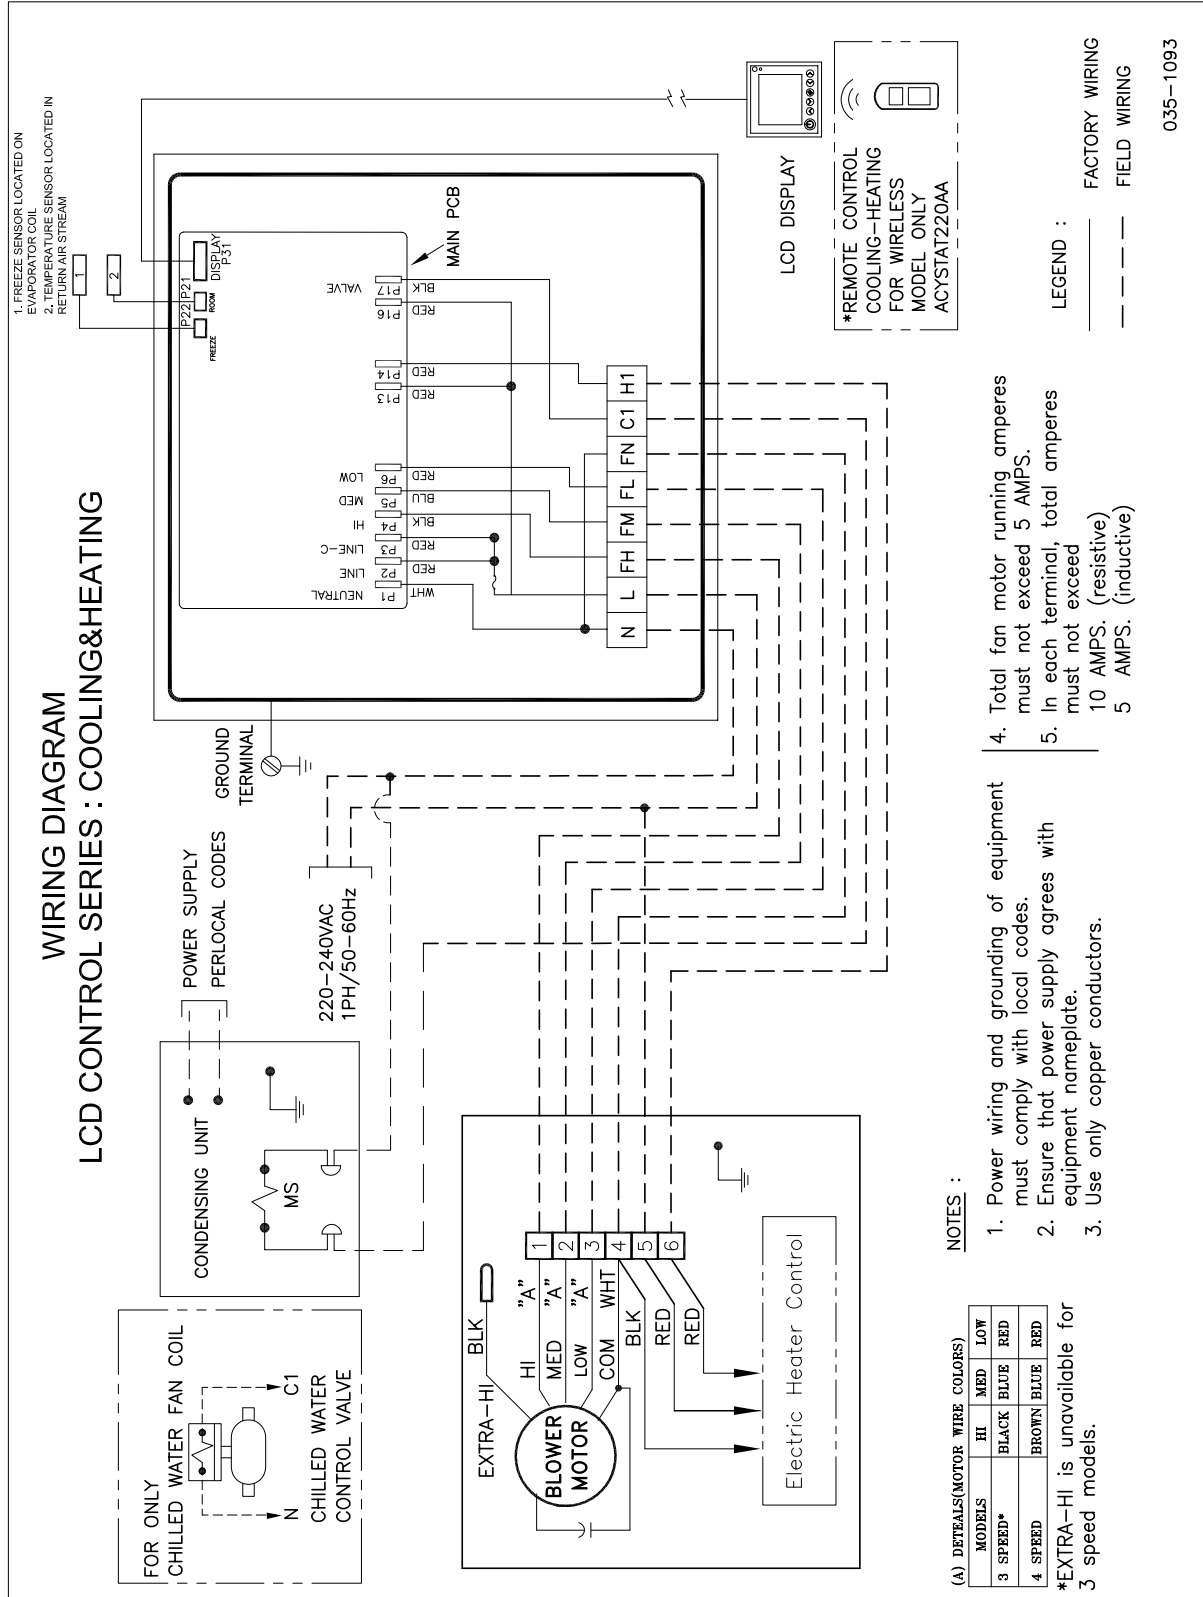 WIRING DIAGRAM
LCD CONTROL SERIES : COOLING&HEATING
1. FREEZE SENSOR LOCATED ON
EVAPORATOR COIL
2. TEMPERATURE SENSOR LOCATED IN
RETURN AIR STREAM
1
2
P22
P21
FREEZE
ROOM
DISPLAY
P31
MAIN PCB
NEUTRAL
LINE
LINE-C
HI
MED
LOW
VALVE
P1
P2
P3
P4
P5
P6
P13
P14
P16
P17
WHT
RED
RED
BLK
BLU
RED
RED
RED
RED
BLK
N
L
FH
FM
FL
FN
C1
H1
GROUND
TERMINAL
POWER SUPPLY
PERLOCAL CODES
220-240VAC
1PH/50-60Hz
CONDENSING UNIT
MS
FOR ONLY
CHILLED WATER FAN COIL
N
C1
CHILLED WATER
CONTROL VALVE
LCD DISPLAY
*REMOTE CONTROL
COOLING-HEATING
FOR WIRELESS
MODEL ONLY
ACYSTAT220AA
EXTRA-HI
BLK
HI
"A"
MED
"A"
LOW
"A"
COM
WHT
BLK
RED
RED
1
2
3
4
5
6
BLOWER
MOTOR
Electric Heater Control
LEGEND :
FACTORY WIRING
FIELD WIRING
035-1093
NOTES :
1. Power wiring and grounding of equipment
must comply with local codes.
2. Ensure that power supply agrees with
equipment nameplate.
3. Use only copper conductors.
4. Total fan motor running amperes
must not exceed 5 AMPS.
5. In each terminal, total amperes
must not exceed
10 AMPS. (resistive)
5 AMPS. (inductive)
(A) DETEALS(MOTOR WIRE COLORS)
MODELS HI MED LOW
3 SPEED* BLACK BLUE RED
4 SPEED BROWN BLUE RED
*EXTRA-HI is unavailable for
3 speed models.